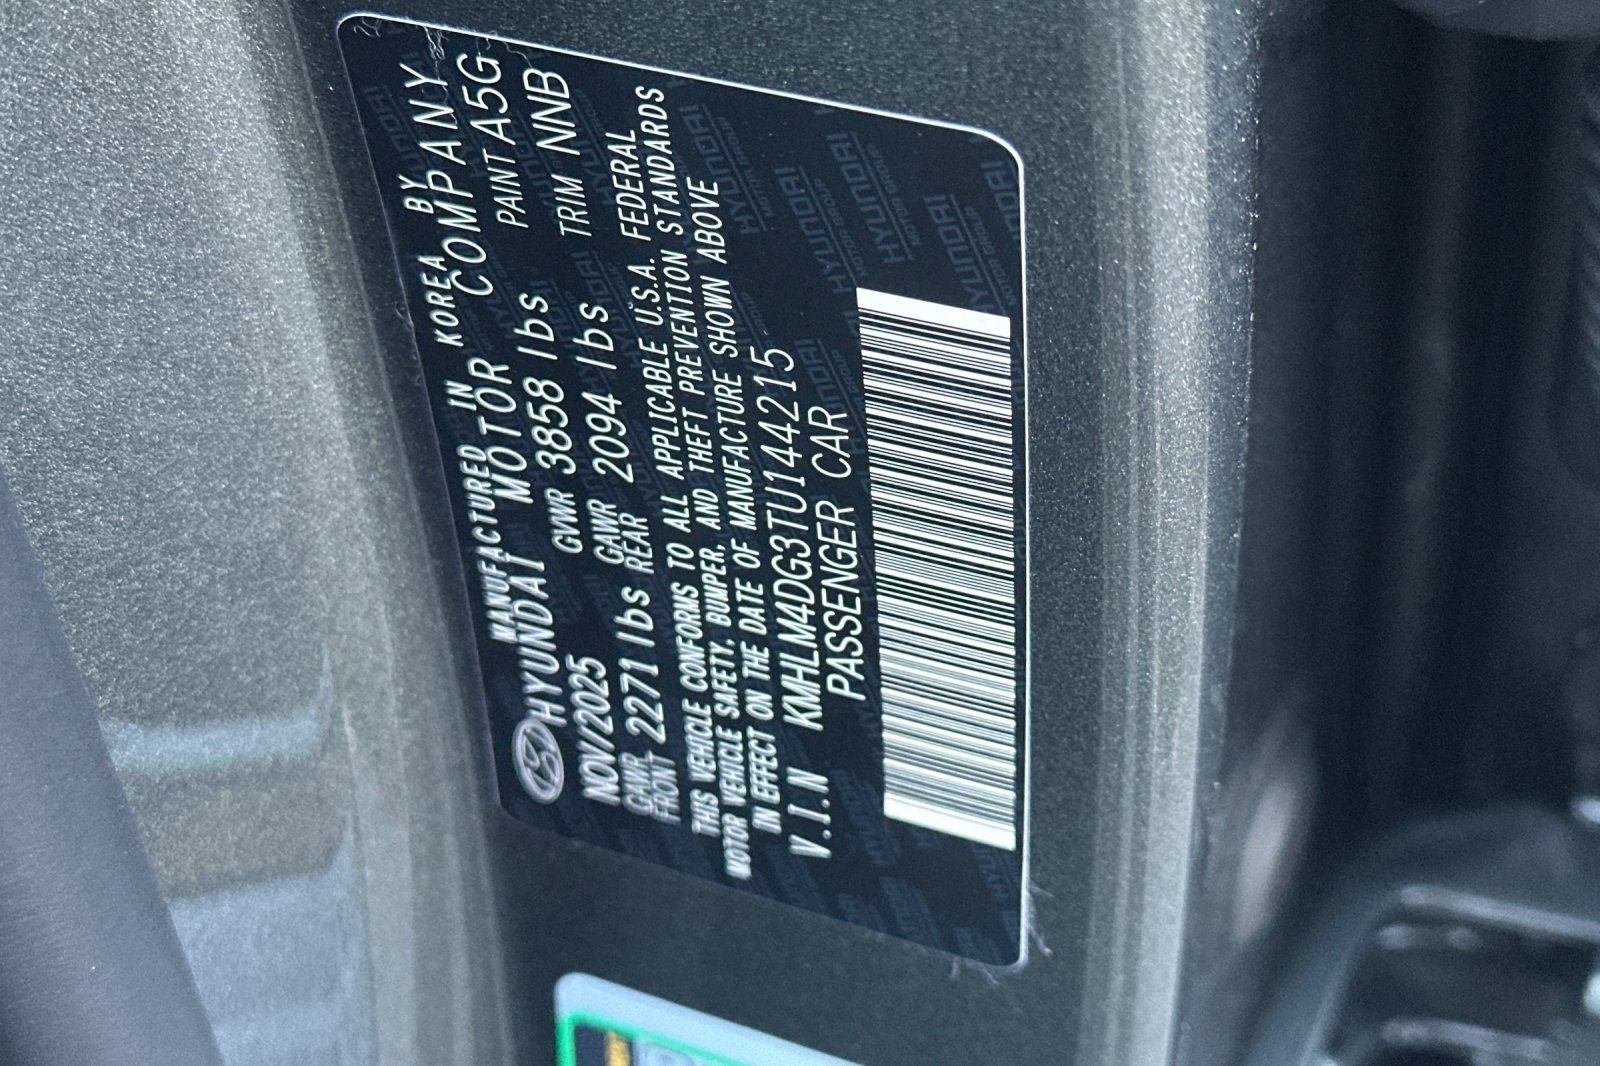 MANUFACTURED IN KOREA BY
HYUNDAI MOTOR COMPANY
NOV/2025 GVWR 3858 lbs PAINT A5G
GAWR FRONT 2271 lbs GAWR REAR 2094 lbs TRIM NNB
THIS VEHICLE CONFORMS TO ALL APPLICABLE U.S.A. FEDERAL
MOTOR VEHICLE SAFETY, BUMPER, AND THEFT PREVENTION STANDARDS
IN EFFECT ON THE DATE OF MANUFACTURE SHOWN ABOVE
V.I.N KMHLM4DG3TU144215
PASSENGER CAR